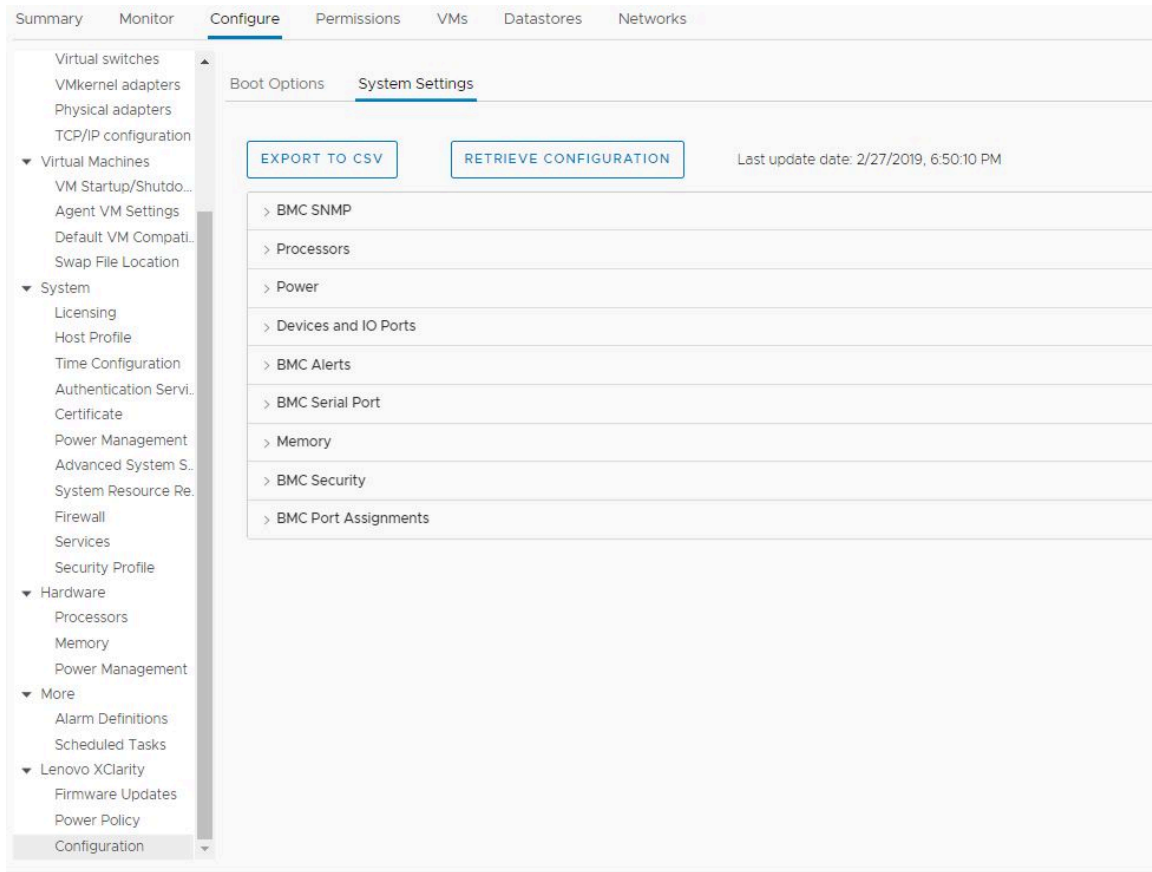 Summary Monitor Configure Permissions VMs Datastores Networks
Virtual switches
VMkernel adapters
Physical adapters
TCP/IP configuration
Virtual Machines
VM Startup/Shutdo...
Agent VM Settings
Default VM Compati..
Swap File Location
System
Licensing
Host Profile
Time Configuration
Authentication Servi..
Certificate
Power Management
Advanced System S..
System Resource Re.
Firewall
Services
Security Profile
Hardware
Processors
Memory
Power Management
More
Alarm Definitions
Scheduled Tasks
Lenovo XClarity
Firmware Updates
Power Policy
Configuration
Boot Options System Settings
EXPORT TO CSV RETRIEVE CONFIGURATION Last update date: 2/27/2019, 6:50:10 PM
BMC SNMP
Processors
Power
Devices and IO Ports
BMC Alerts
BMC Serial Port
Memory
BMC Security
BMC Port Assignments